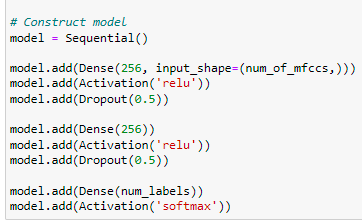 # Construct model
model = Sequential()
model.add(Dense(256, input_shape=(num_of_mfccs,)))
model.add(Activation('relu'))
model.add(Dropout(0.5))
model.add(Dense(256))
model.add(Activation('relu'))
model.add(Dropout(0.5))
model.add(Dense(num_labels))
model.add(Activation('softmax'))